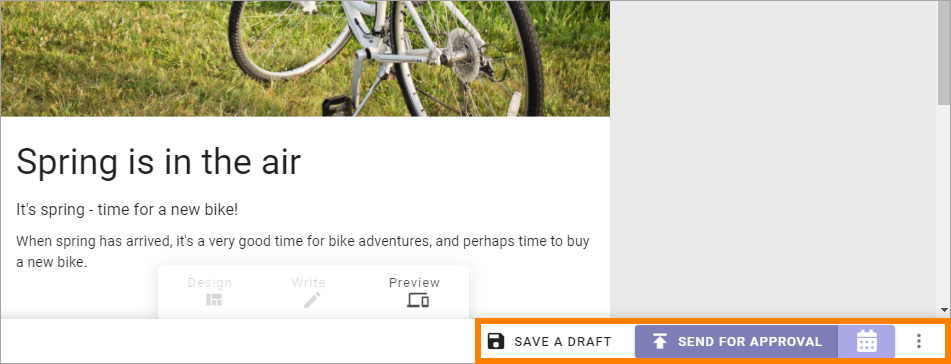 Spring is in the air
It's spring - time for a new bike!
When spring has arrived, it's a very good time for bike adventures, and perhaps time to buy
a new bike.
Design Write Preview
SAVE A DRAFT SEND FOR APPROVAL